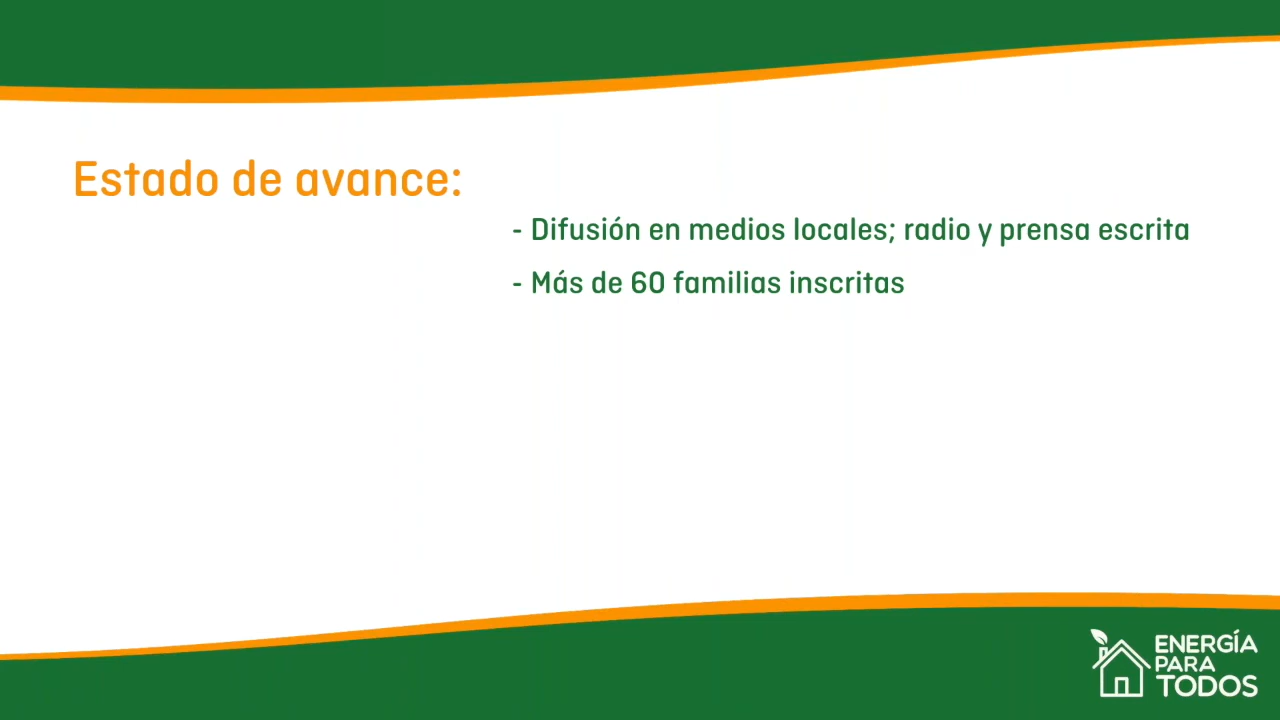 Estado de avance:
- Difusión en medios locales; radio y prensa escrita
- Más de 60 familias inscritas
ENERGÍA
PARA
TODOS